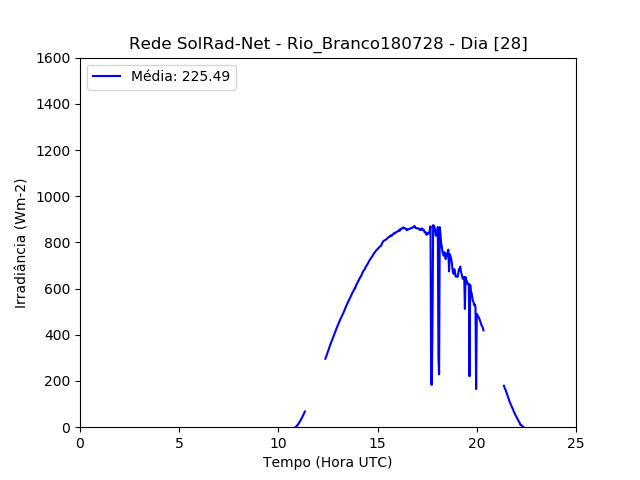 Rede SolRad-Net - Rio_Branco180728 - Dia [28]
Média: 225.49
Irradiância (Wm-2)
1600
1400
1200
1000
800
600
400
200
0
0 5 10 15 20 25
Tempo (Hora UTC)